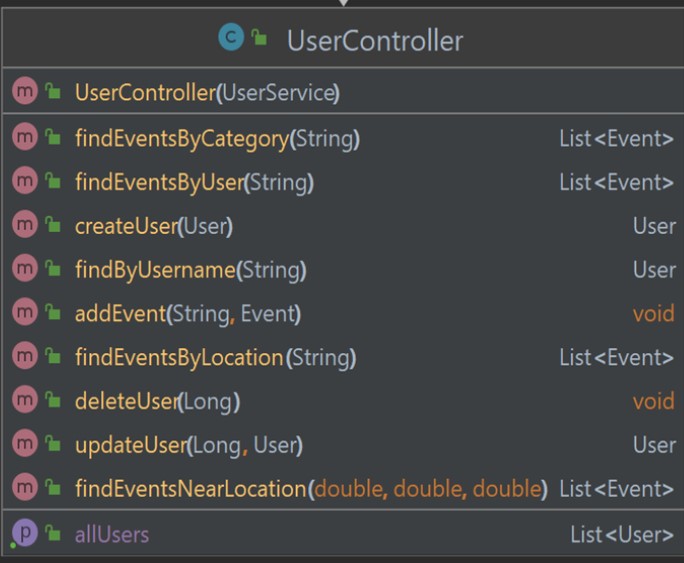 C UserController
m UserController(UserService)
m findEventsByCategory(String) List<Event>
m findEventsByUser(String) List<Event>
m createUser(User) User
m findByUsername(String) User
m addEvent(String, Event) void
m findEventsByLocation(String) List<Event>
m deleteUser(Long) void
m updateUser(Long, User) User
m findEventsNearLocation(double, double, double) List<Event>
p allUsers List<User>